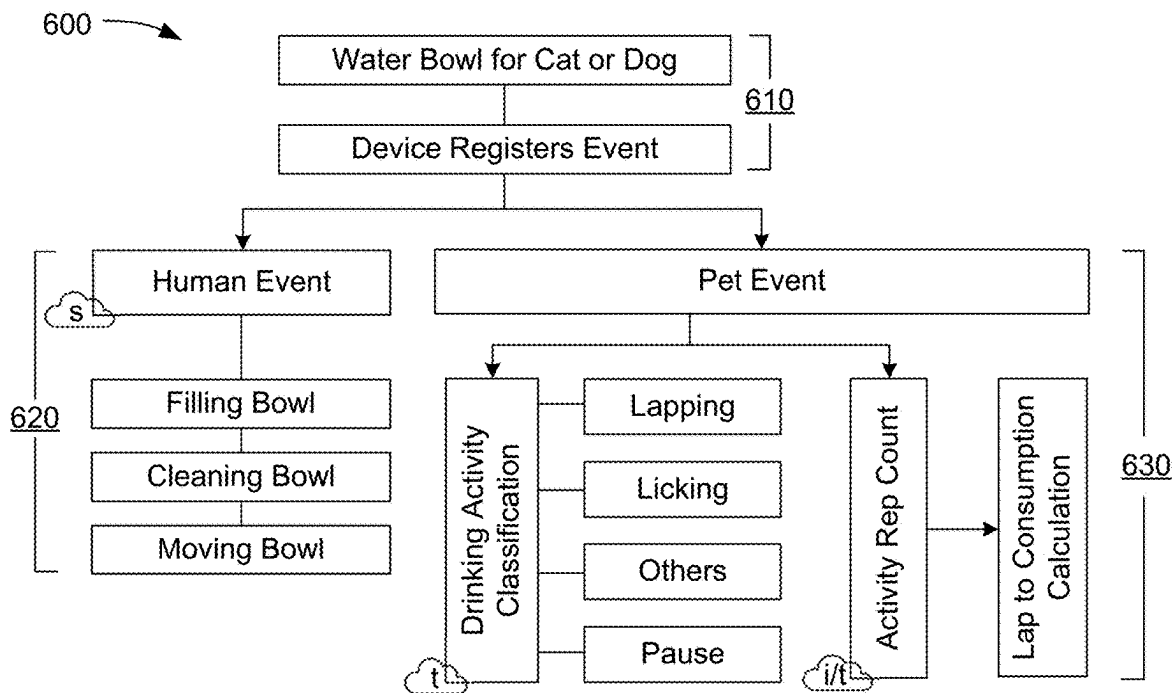 600
Water Bowl for Cat or Dog
610
Device Registers Event
Human Event
s
Pet Event
620
Filling Bowl
Cleaning Bowl
Moving Bowl
Drinking Activity
Classification
t
Lapping
Licking
Others
Pause
Activity Rep Count
i/t
Lap to Consumption
Calculation
630